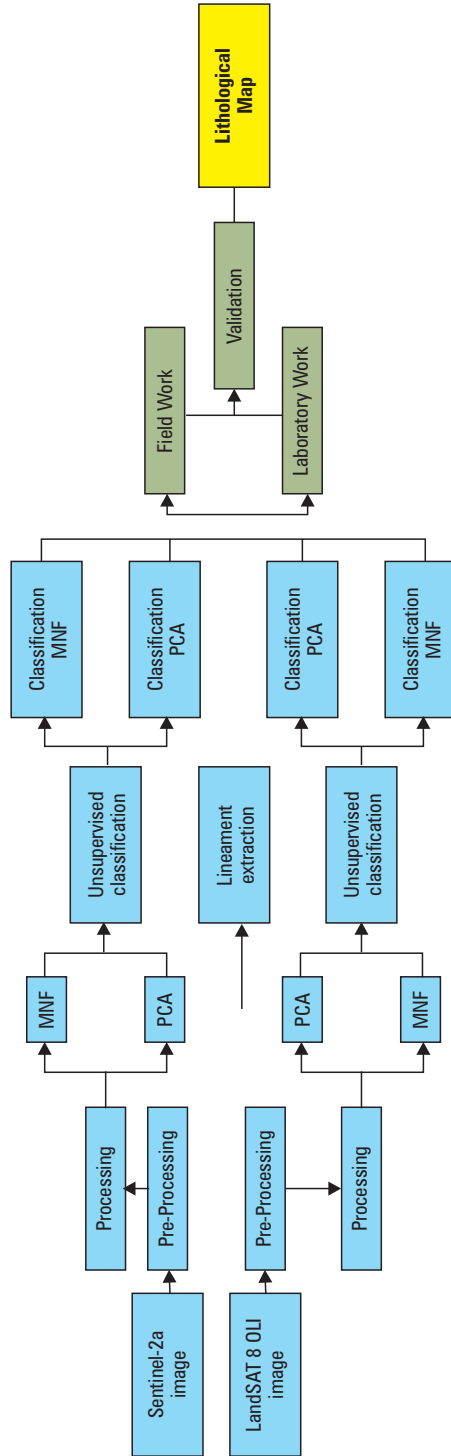 Sentinel-2a
image
LandSAT 8 OLI
image
Processing
Pre-Processing
Pre-Processing
Processing
MNF
PCA
PCA
MNF
Unsupervised
classification
Lineament
extraction
Unsupervised
classification
Classification
MNF
Classification
PCA
Classification
PCA
Classification
MNF
Field Work
Laboratory Work
Validation
Lithological
Map